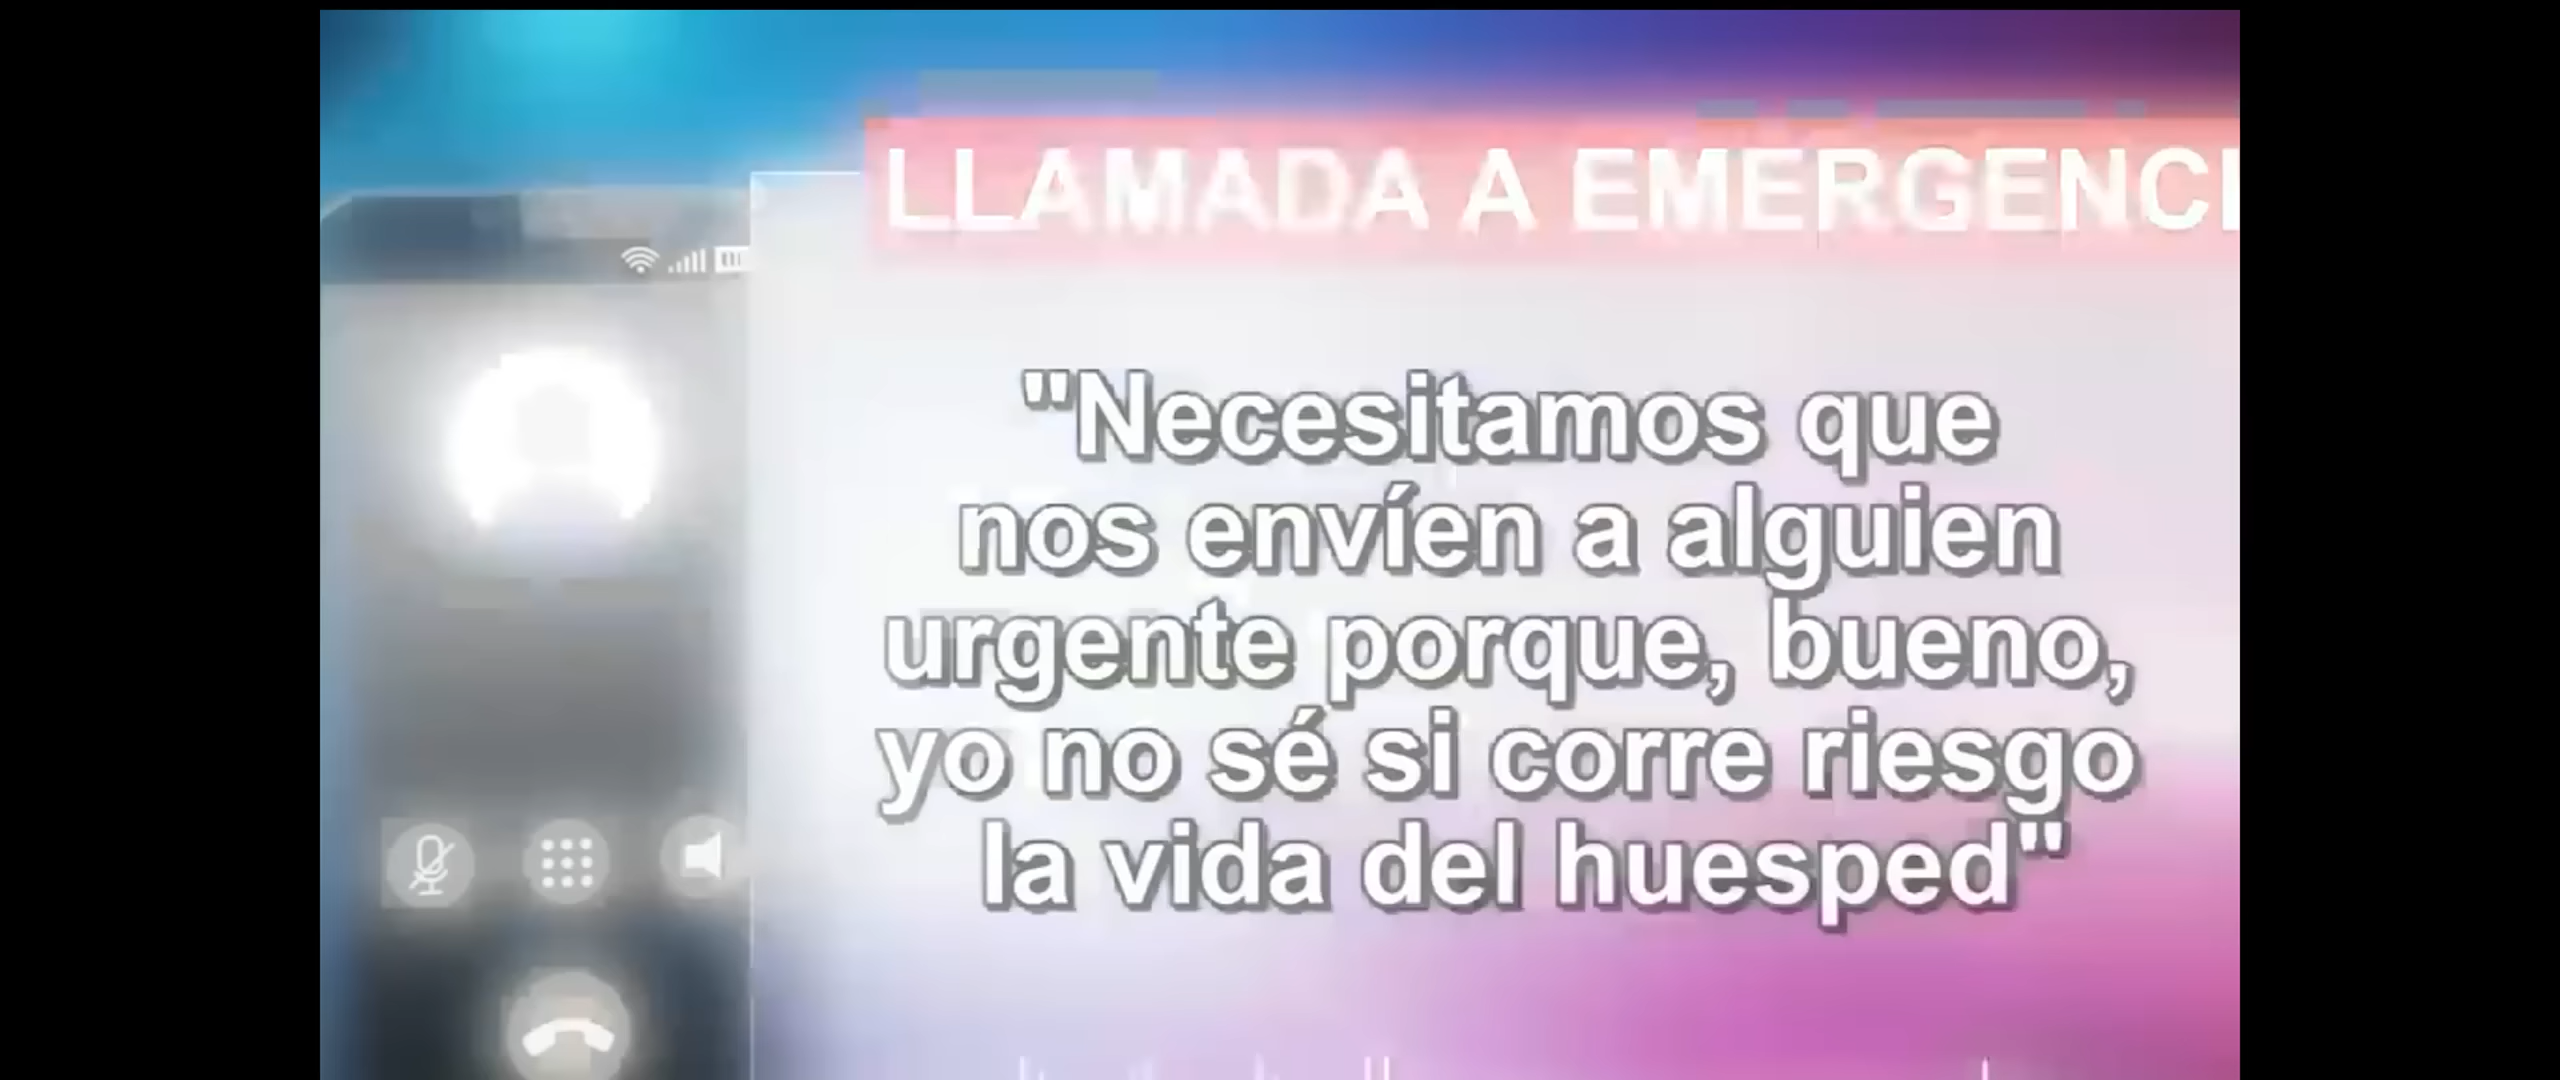 LLAMADA A EMERGENCI
"Necesitamos que
nos envíen a alguien
urgente porque, bueno,
yo no sé si corre riesgo
la vida del huesped"